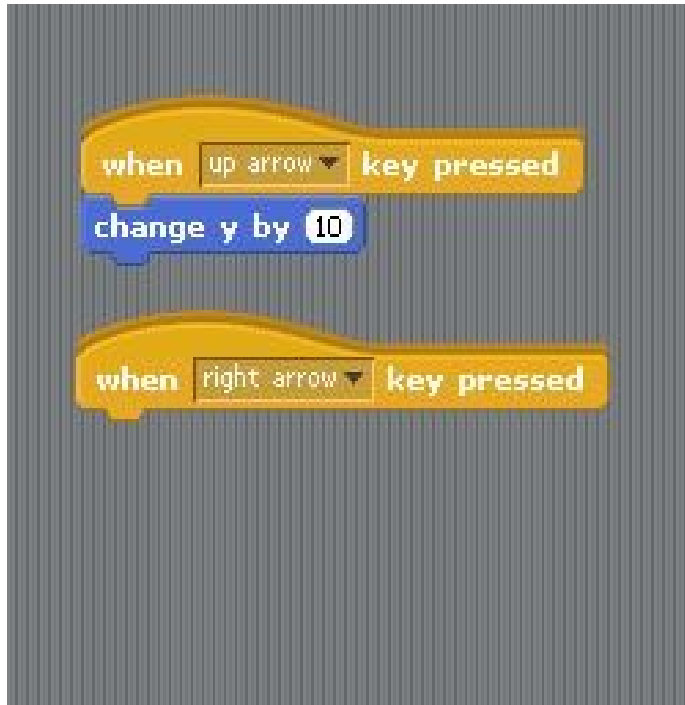 when up arrow key pressed
change y by 10
when right arrow key pressed